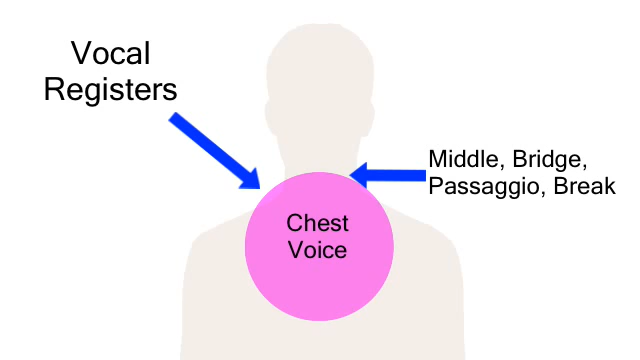 Vocal
Registers
Middle, Bridge,
Passaggio, Break
Chest
Voice